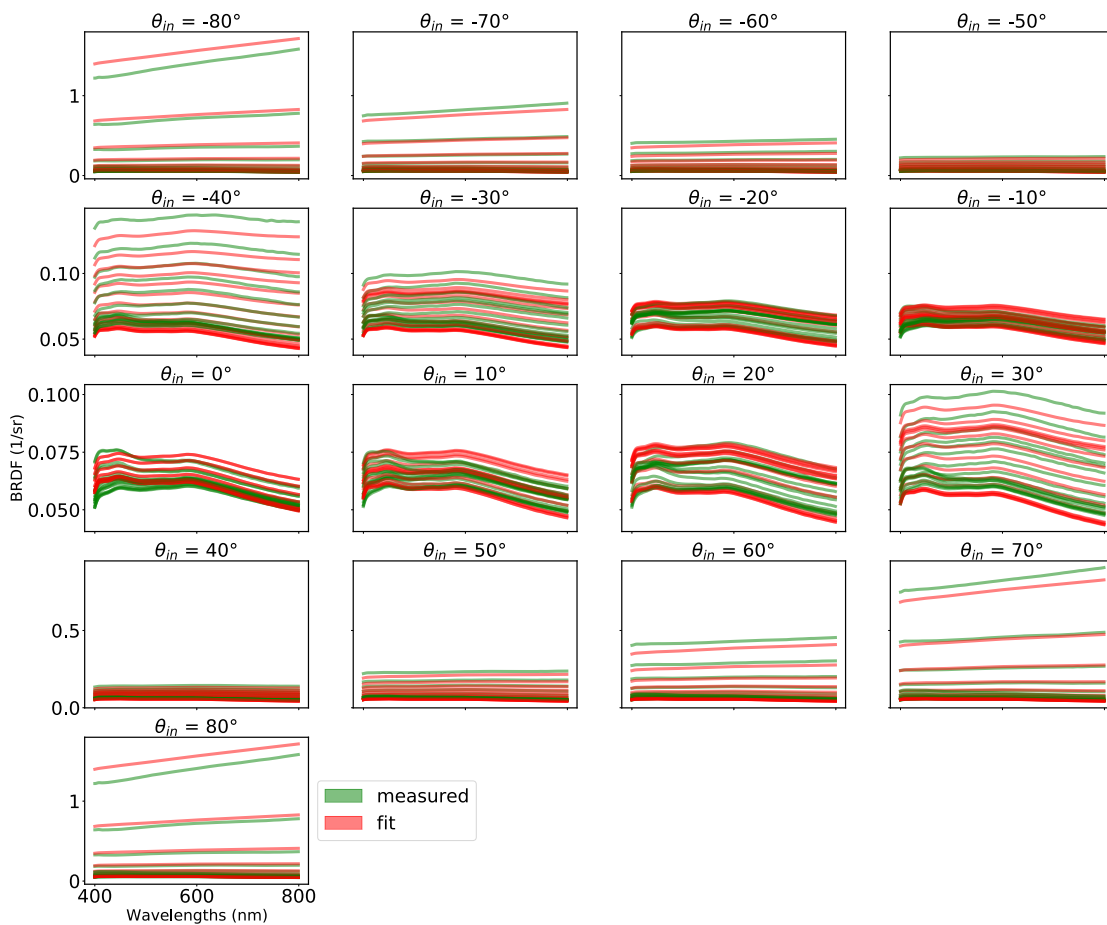 θin = -80°
θin = -70°
θin = -60°
θin = -50°
1
0
θin = -40°
θin = -30°
θin = -20°
θin = -10°
0.10
0.05
θin = 0°
θin = 10°
θin = 20°
θin = 30°
0.100
0.075
0.050
BRDF (1/sr)
θin = 40°
θin = 50°
θin = 60°
θin = 70°
0.5
0.0
θin = 80°
1
0
400 600 800
Wavelengths (nm)
measured
fit